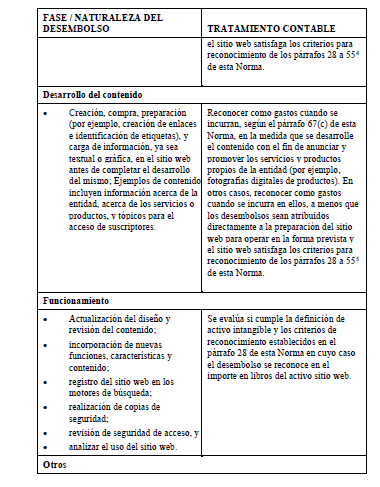 FASE / NATURALEZA DEL
DESEMBOLSO
TRATAMIENTO CONTABLE
el sitio web satisfaga los criterios para
reconocimiento de los párrafos 28 a 55⁴
de esta Norma.
Desarrollo del contenido
• Creación, compra, preparación
(por ejemplo, creación de enlaces
e identificación de etiquetas), y
carga de información, ya sea
textual o gráfica, en el sitio web
antes de completar el desarrollo
del mismo; Ejemplos de contenido
incluyen información acerca de la
entidad, acerca de los servicios o
productos, y tópicos para el
acceso de suscriptores.
Reconocer como gastos cuando se
incurran, según el párrafo 67(c) de esta
Norma, en la medida que se desarrolle
el contenido con el fin de anunciar y
promover los servicios y productos
propios de la entidad (por ejemplo,
fotografías digitales de productos). En
otros casos, reconocer como gastos
cuando se incurra en ellos, a menos que
los desembolsos sean atribuidos
directamente a la preparación del sitio
web para operar en la forma prevista y
el sitio web satisfaga los criterios para
reconocimiento de los párrafos 28 a 55⁵
de esta Norma.
Funcionamiento
• Actualización del diseño y
revisión del contenido;
• incorporación de nuevas
funciones, características y
contenido;
• registro del sitio web en los
motores de búsqueda;
• realización de copias de
seguridad;
• revisión de seguridad de acceso, y
• analizar el uso del sitio web.
Se evalúa si cumple la definición de
activo intangible y los criterios de
reconocimiento establecidos en el
párrafo 28 de esta Norma en cuyo caso
el desembolso se reconoce en el
importe en libros del activo sitio web.
Otros